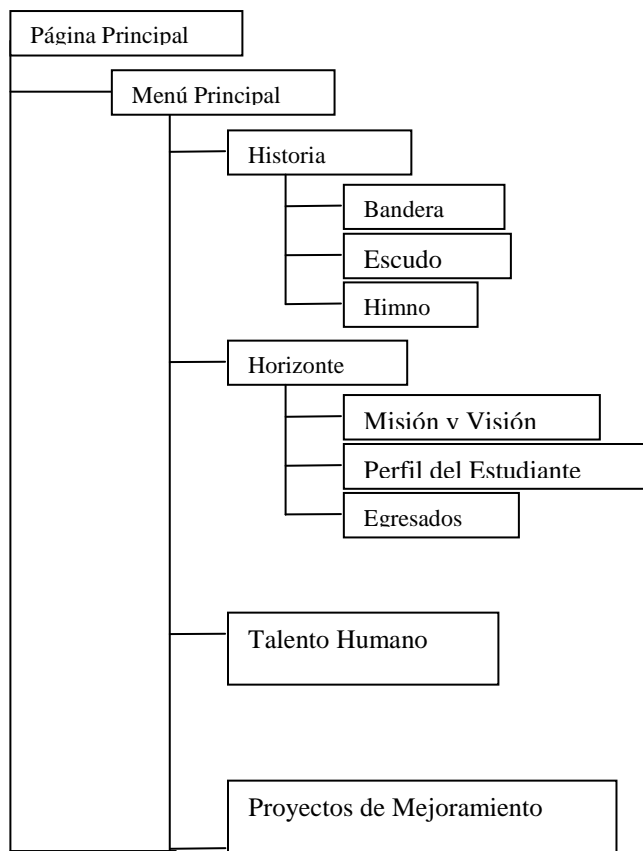 Página Principal
Menú Principal
Historia
Bandera
Escudo
Himno
Horizonte
Misión y Visión
Perfil del Estudiante
Egresados
Talento Humano
Proyectos de Mejoramiento